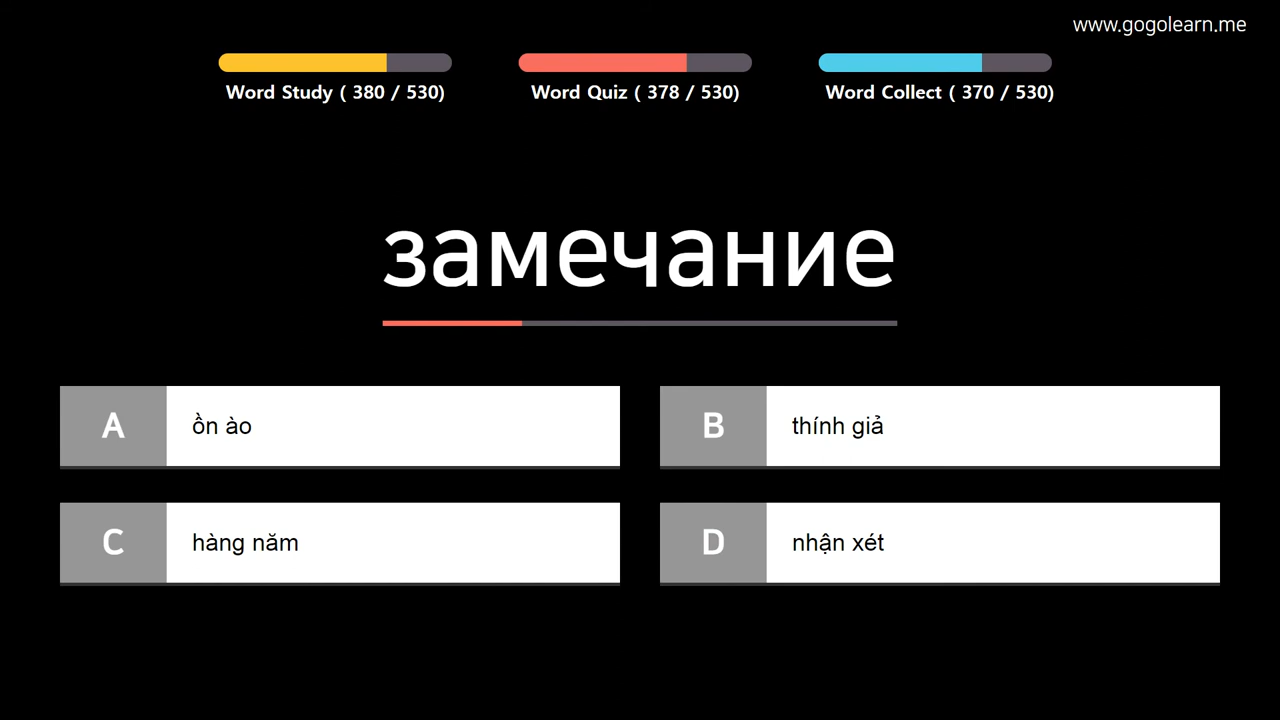 www.gogolearn.me
Word Study ( 380 / 530)
Word Quiz ( 378 / 530)
Word Collect ( 370 / 530)
замечание
A ồn ào
B thính giả
C hàng năm
D nhận xét